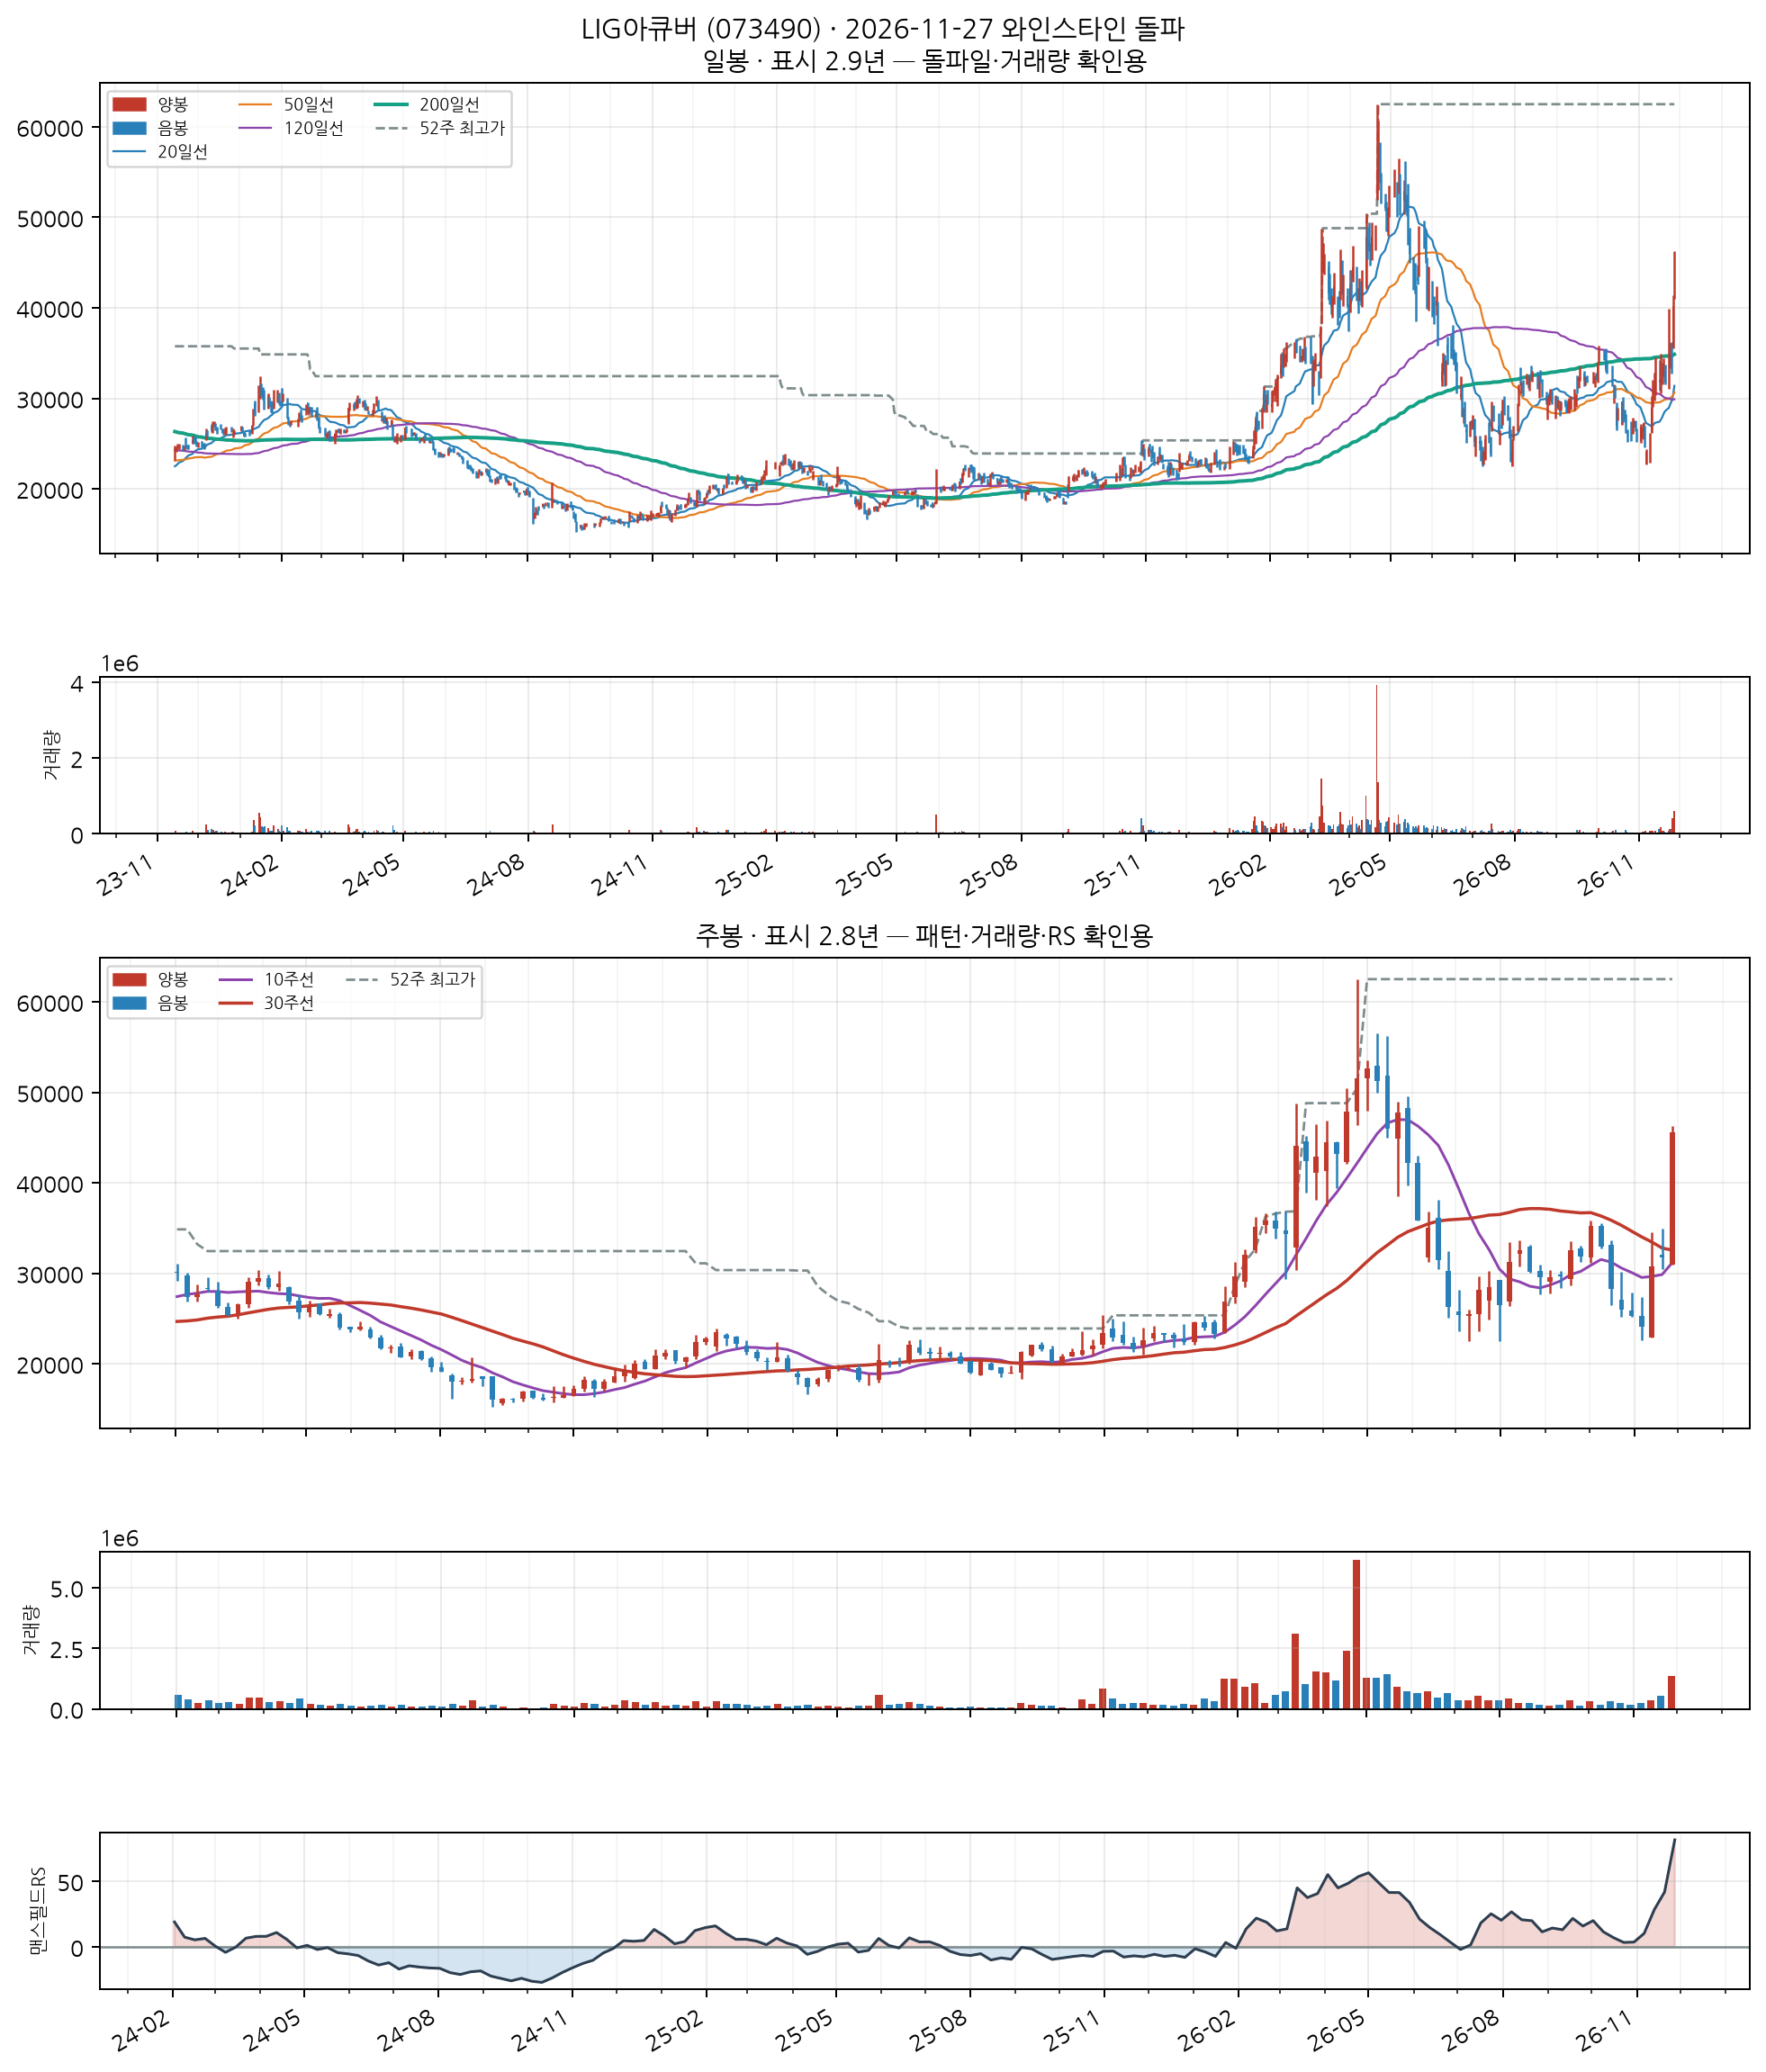 LIG아큐버 (073490) · 2026-11-27 와인스타인 돌파
일봉 · 표시 2.9년 — 돌파일·거래량 확인용
양봉 50일선 200일선
음봉 120일선 52주 최고가
20일선
60000
50000
40000
30000
20000
1e6
4
2
0
거래량
23-11 24-02 24-05 24-08 24-11 25-02 25-05 25-08 25-11 26-02 26-05 26-08 26-11
주봉 · 표시 2.8년 — 패턴·거래량·RS 확인용
양봉 10주선 52주 최고가
음봉 30주선
60000
50000
40000
30000
20000
1e6
5.0
2.5
0.0
거래량
50
0
맨스필드RS
24-02 24-05 24-08 24-11 25-02 25-05 25-08 25-11 26-02 26-05 26-08 26-11